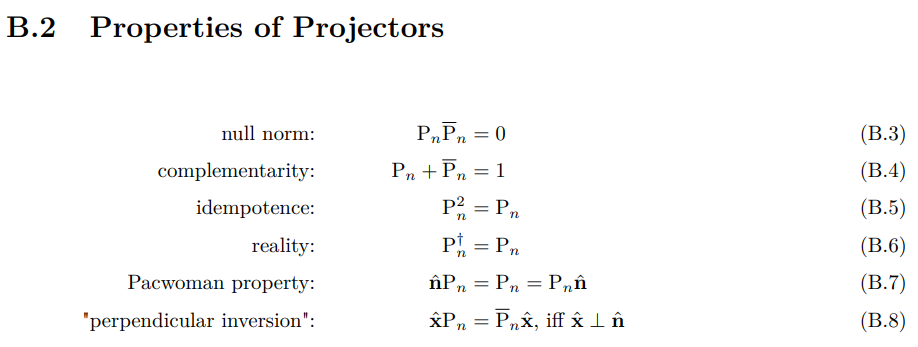 B.2 Properties of Projectors
null norm: PₙP̅ₙ = 0 (B.3)
complementarity: Pₙ + P̅ₙ = 1 (B.4)
idempotence: Pₙ² = Pₙ (B.5)
reality: Pₙ† = Pₙ (B.6)
Pacwoman property: n̂Pₙ = Pₙ = Pₙn̂ (B.7)
"perpendicular inversion": x̂Pₙ = P̅ₙx̂, iff x̂ ⊥ n̂ (B.8)